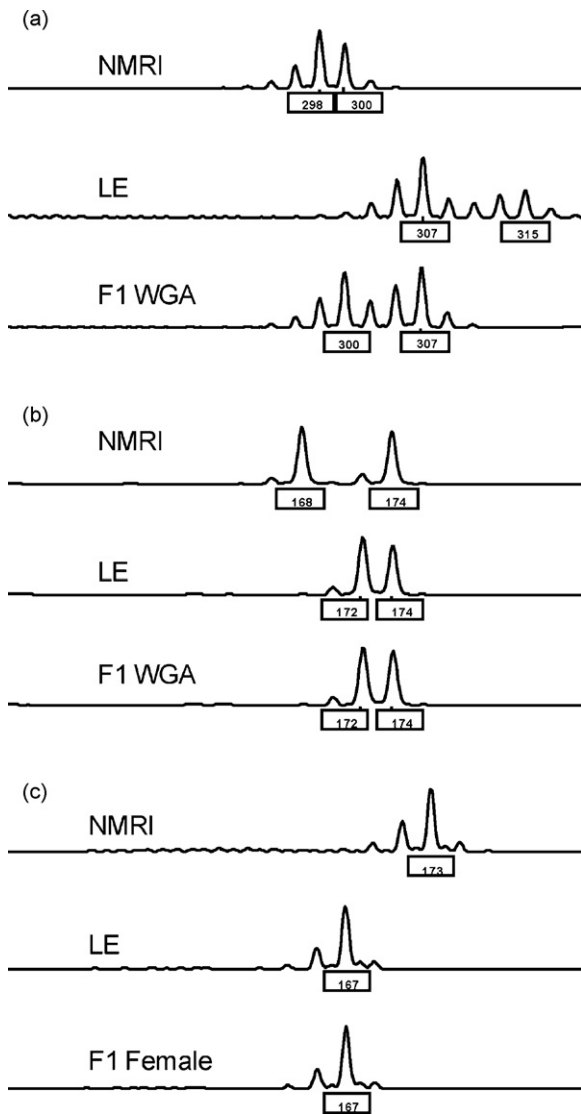 (a)
NMRI
298 300
LE
307 315
F1 WGA
300 307
(b)
NMRI
168 174
LE
172 174
F1 WGA
172 174
(c)
NMRI
173
LE
167
F1 Female
167